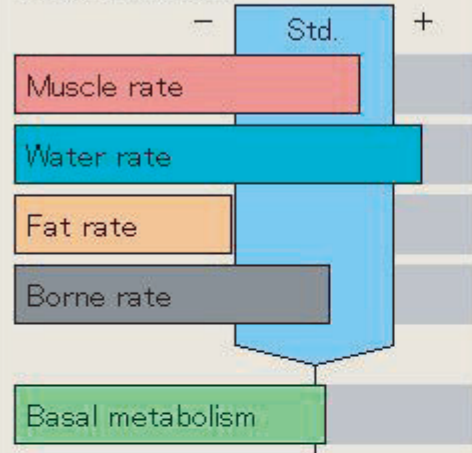 − Std. +
Muscle rate
Water rate
Fat rate
Borne rate
Basal metabolism